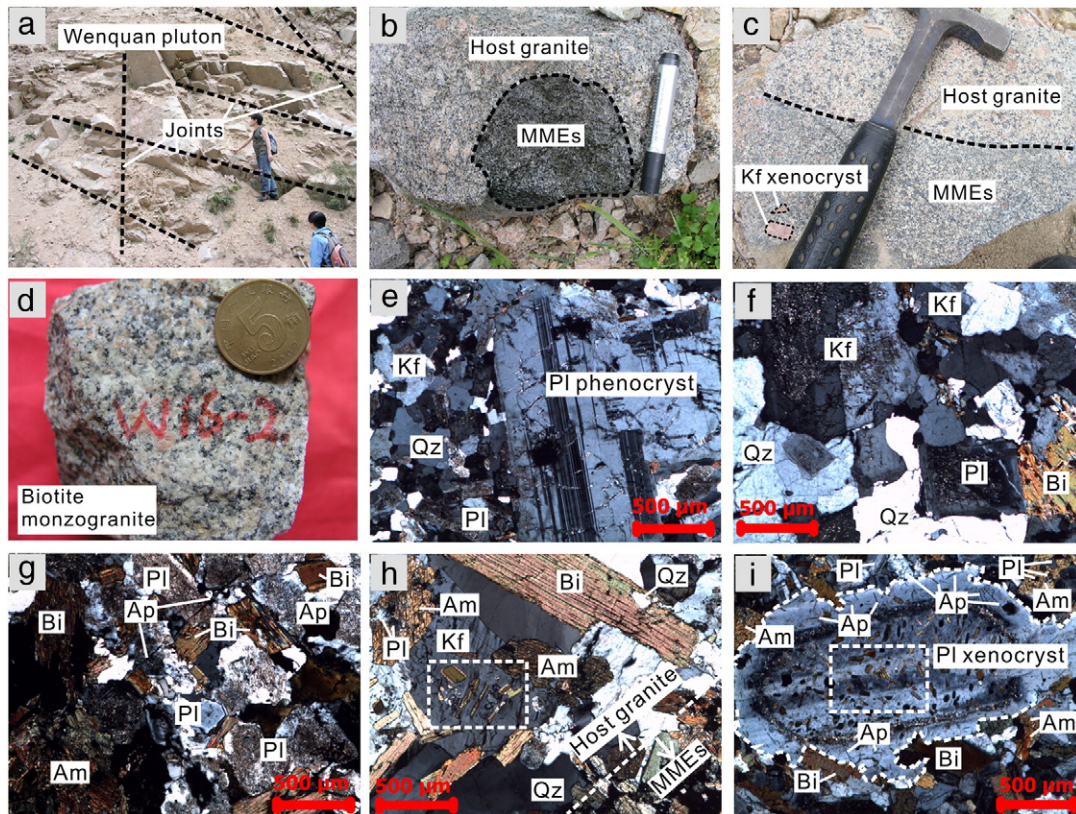 a
Wenquan pluton
Joints
b
Host granite
MMEs
c
Host granite
Kf xenocryst
MMEs
d
5
W16-2
Biotite
monzogranite
e
Kf
Pl phenocryst
Qz
Pl
500 μm
f
Kf
Kf
Qz
Pl
Bi
Qz
500 μm
g
Pl
Bi
Ap
Bi
Bi
Ap
Pl
Pl
Am
500 μm
h
Bi
Qz
Am
Pl
Kf
Am
Host granite
MMEs
Qz
500 μm
i
Pl
Ap
Pl
Am
Am
Ap
Pl xenocryst
Ap
Am
Bi
Bi
500 μm